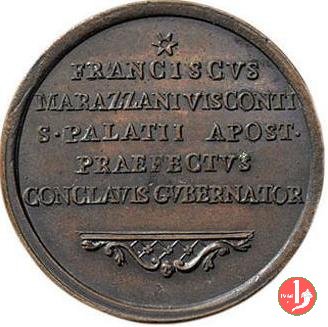 FRANCISCVS
MARAZZANI VISCONTI
S · PALATII APOST ·
PRAEFECTVS
CONCLAVIS GVBERNATOR